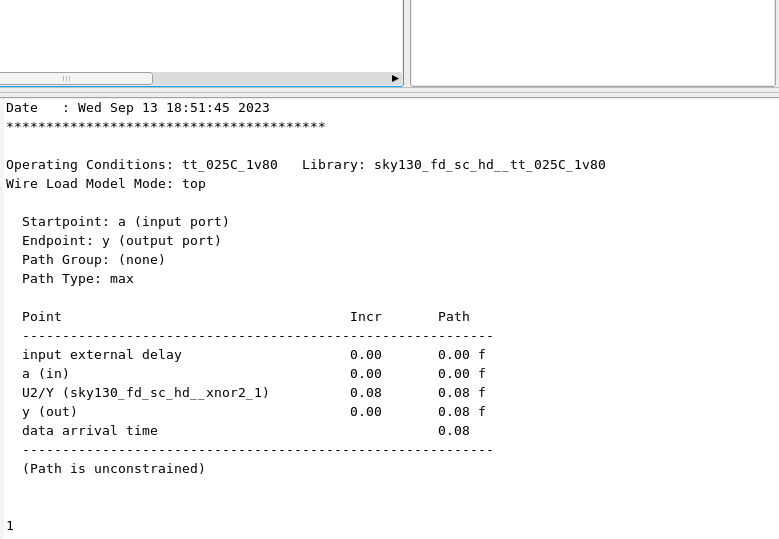 Date   : Wed Sep 13 18:51:45 2023
****************************************

Operating Conditions: tt_025C_1v80   Library: sky130_fd_sc_hd__tt_025C_1v80
Wire Load Model Mode: top

  Startpoint: a (input port)
  Endpoint: y (output port)
  Path Group: (none)
  Path Type: max

  Point                                    Incr       Path
  -----------------------------------------------------------
  input external delay                     0.00       0.00 f
  a (in)                                   0.00       0.00 f
  U2/Y (sky130_fd_sc_hd__xnor2_1)          0.08       0.08 f
  y (out)                                  0.00       0.08 f
  data arrival time                                   0.08
  -----------------------------------------------------------
  (Path is unconstrained)

1